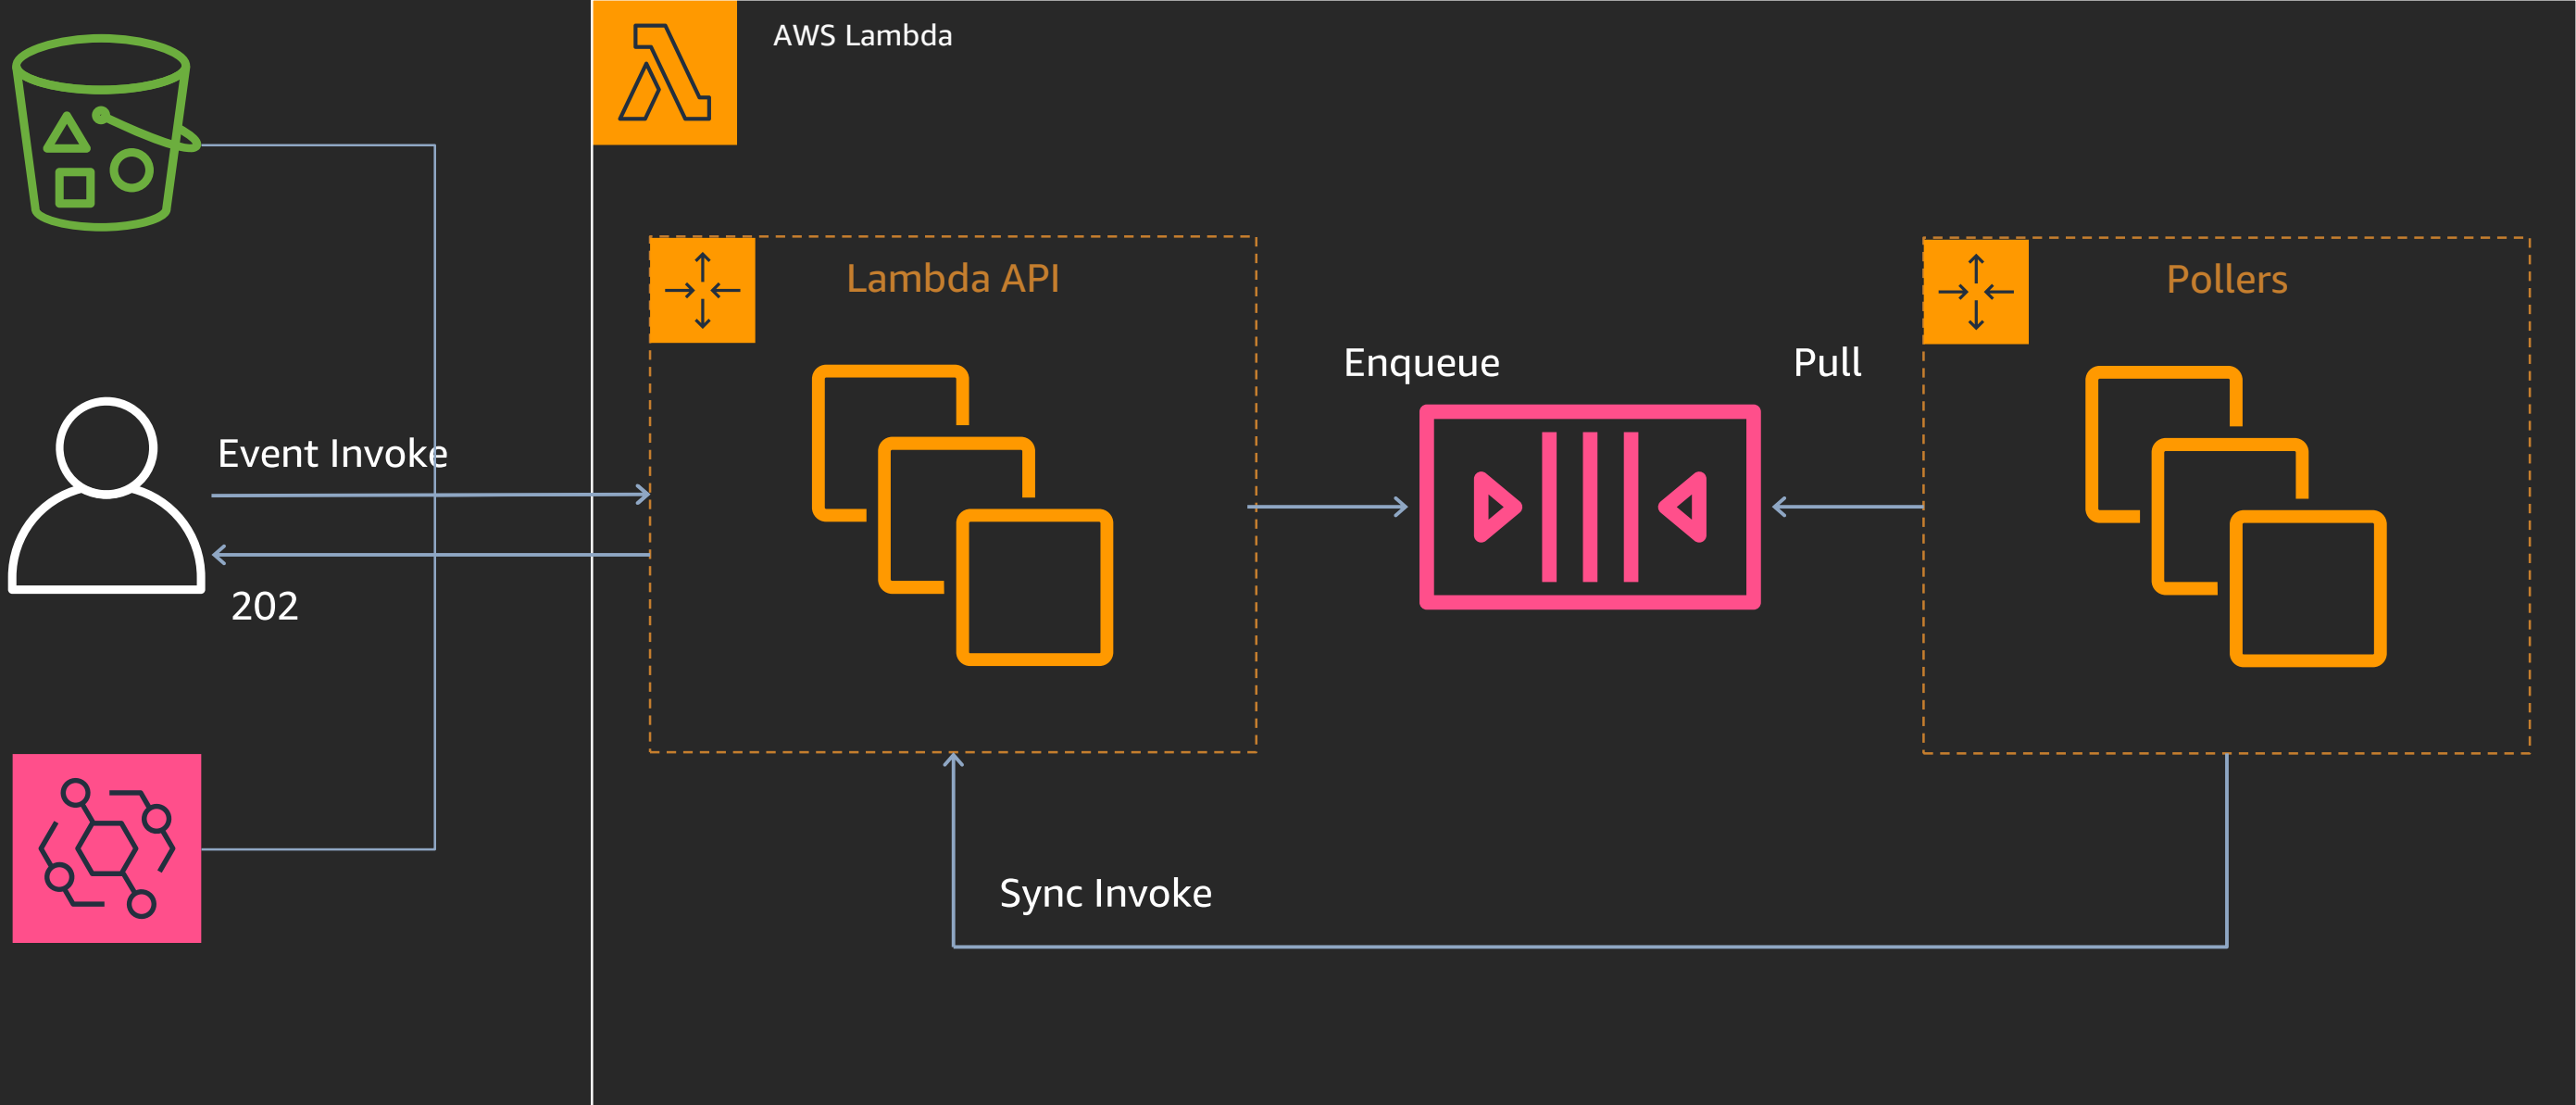 AWS Lambda
Lambda API
Pollers
Enqueue
Pull
Event Invoke
202
Sync Invoke